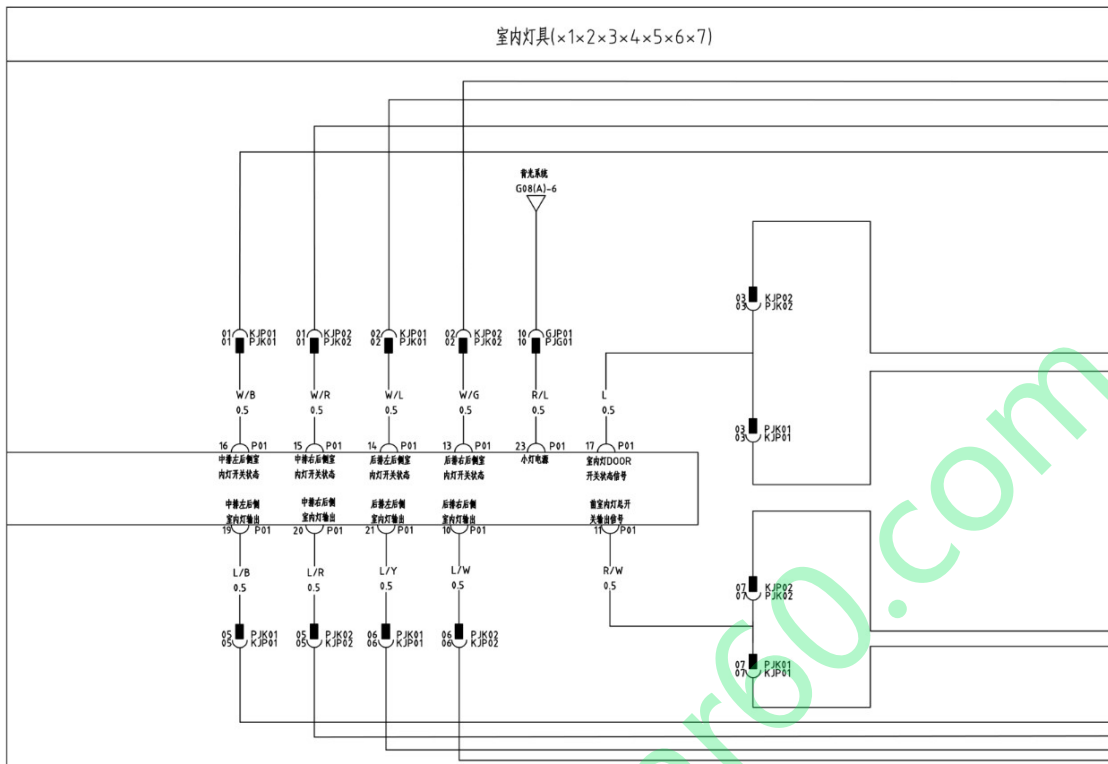 室内灯具(×1×2×3×4×5×6×7)
背光系统
G08(A)-6
03 KJP02
03 PJK02
01 KJP01
01 PJK01
01 KJP02
01 PJK02
02 KJP01
02 PJK01
02 KJP02
02 PJK02
10 GJP01
10 PJG01
W/B
0.5
W/R
0.5
W/L
0.5
W/G
0.5
R/L
0.5
L
0.5
03 PJK01
03 KJP01
16 P01
15 P01
14 P01
13 P01
23 P01
17 P01
中排左后侧室
内灯开关状态
中排右后侧室
内灯开关状态
后排左后侧室
内灯开关状态
后排右后侧室
内灯开关状态
小灯电源
室内灯DOOR
开关状态信号
中排左后侧
室内灯输出
中排右后侧
室内灯输出
后排左后侧
室内灯输出
后排右后侧
室内灯输出
前室内灯总开
关输出信号
19 P01
20 P01
21 P01
10 P01
11 P01
L/B
0.5
L/R
0.5
L/Y
0.5
L/W
0.5
R/W
0.5
07 KJP02
07 PJK02
05 PJK01
05 KJP01
05 PJK02
05 KJP02
06 PJK01
06 KJP01
06 PJK02
06 KJP02
07 PJK01
07 KJP01
r60.com